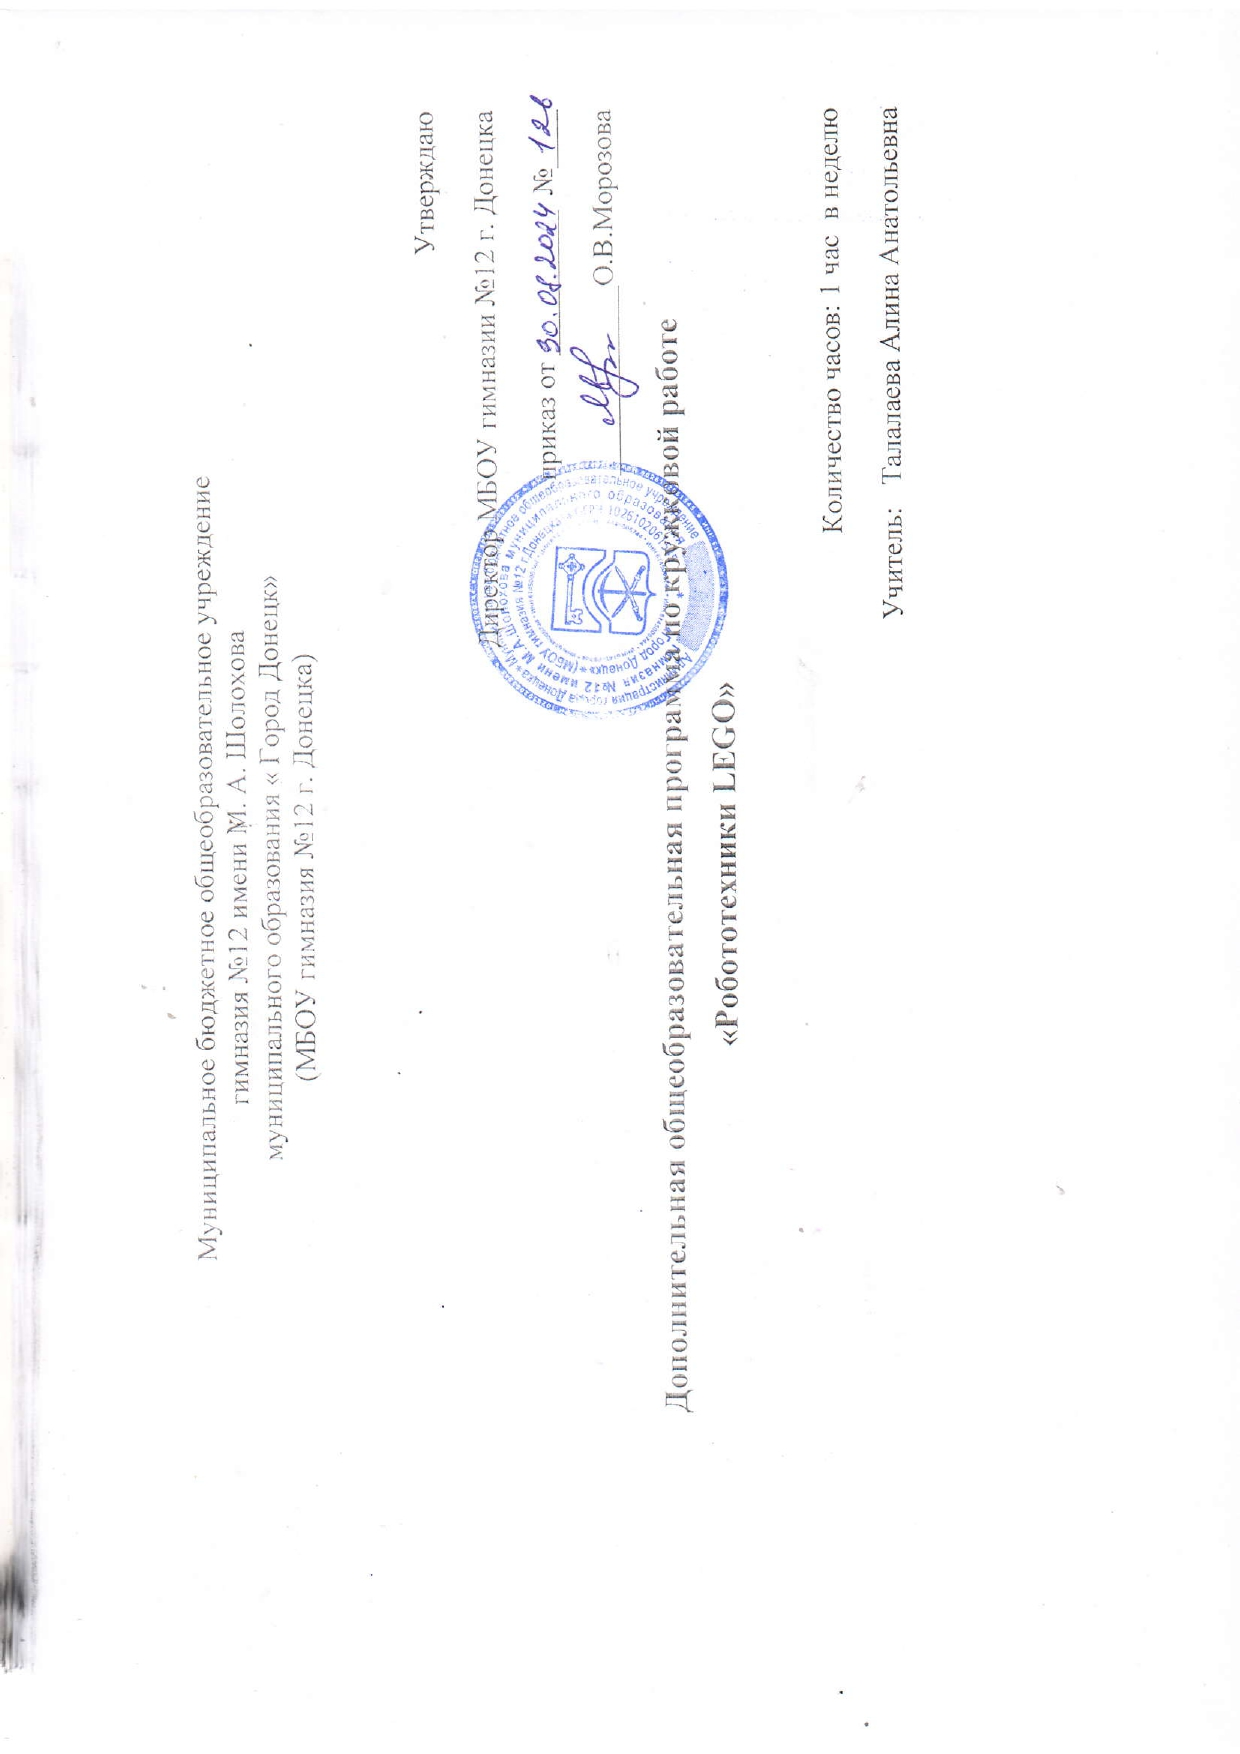 Муниципальное бюджетное общеобразовательное учреждение
гимназия №12 имени М. А. Шолохова
муниципального образования « Город Донецк»
(МБОУ гимназия №12 г. Донецка)
Утверждаю
Директор МБОУ гимназии №12 г. Донецка
приказ от 30.08.2024 № 126
О.В.Морозова
Дополнительная общеобразовательная программа по кружковой работе
«Робототехники LEGO»
Количество часов: 1 час в неделю
Учитель: Талалаева Алина Анатольевна